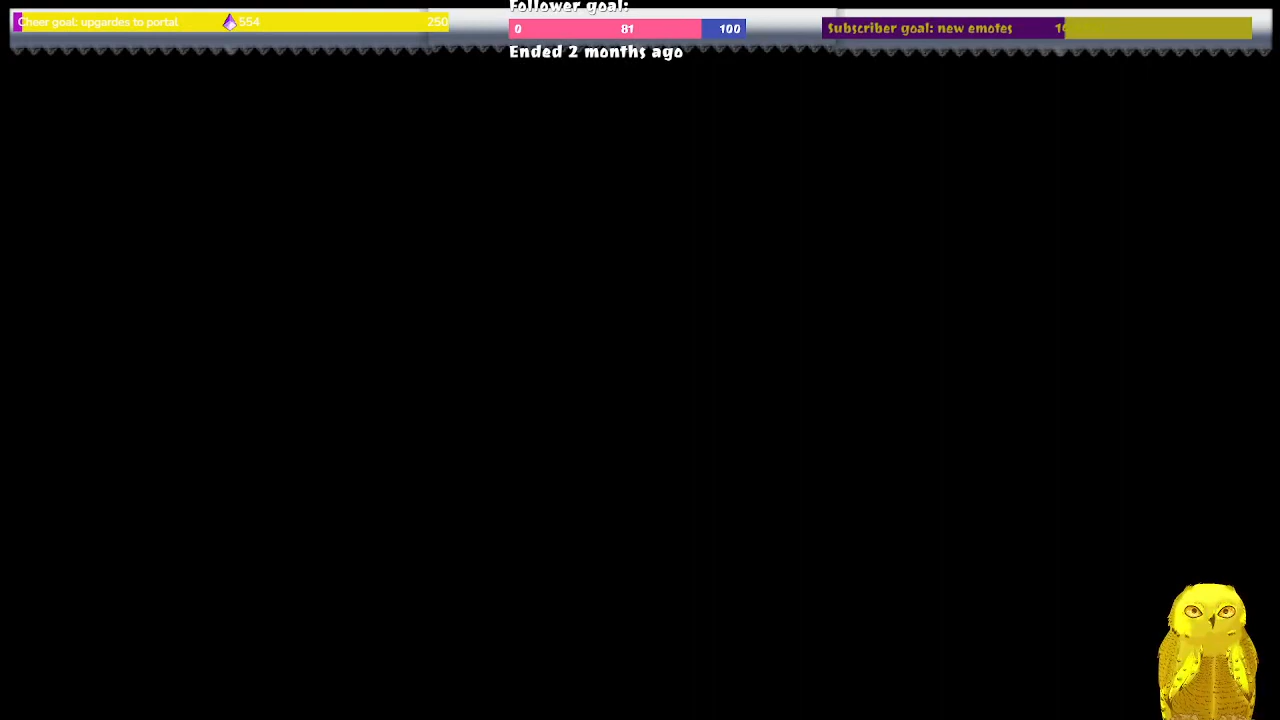 Cheer goal: upgardes to portal 554 250
Follower goal:
0 81 100
Ended 2 months ago
Subscriber goal: new emotes